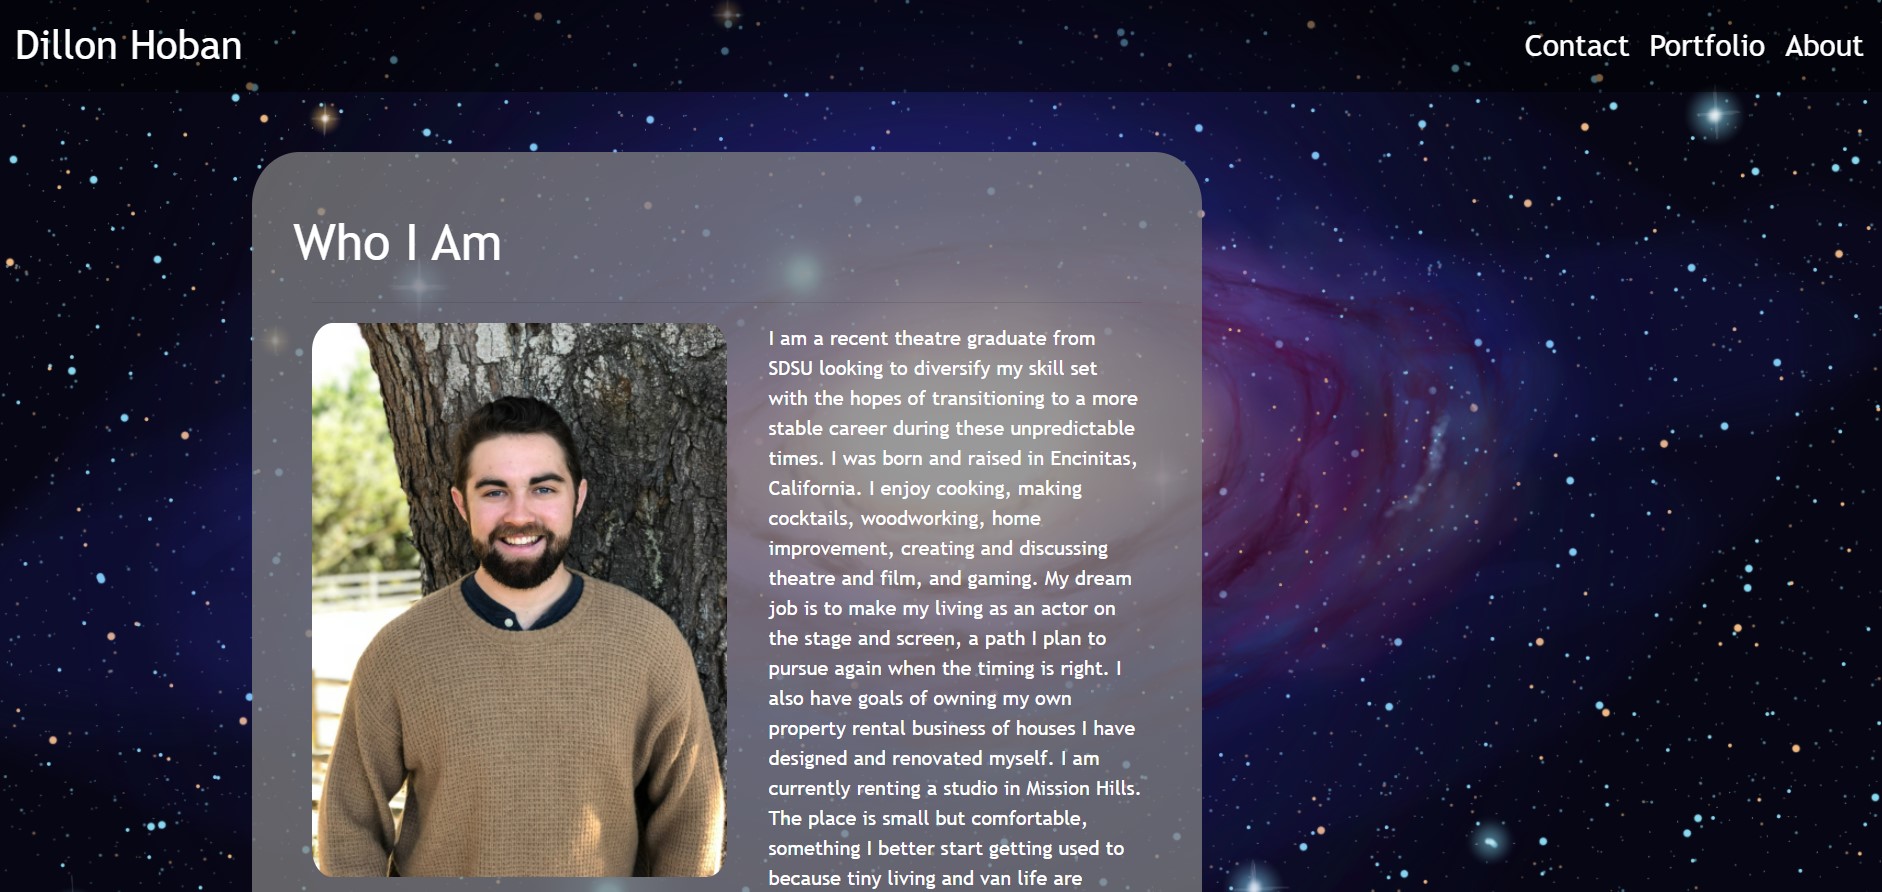 Dillon Hoban
Contact Portfolio About
Who I Am
I am a recent theatre graduate from
SDSU looking to diversify my skill set
with the hopes of transitioning to a more
stable career during these unpredictable
times. I was born and raised in Encinitas,
California. I enjoy cooking, making
cocktails, woodworking, home
improvement, creating and discussing
theatre and film, and gaming. My dream
job is to make my living as an actor on
the stage and screen, a path I plan to
pursue again when the timing is right. I
also have goals of owning my own
property rental business of houses I have
designed and renovated myself. I am
currently renting a studio in Mission Hills.
The place is small but comfortable,
something I better start getting used to
because tiny living and van life are